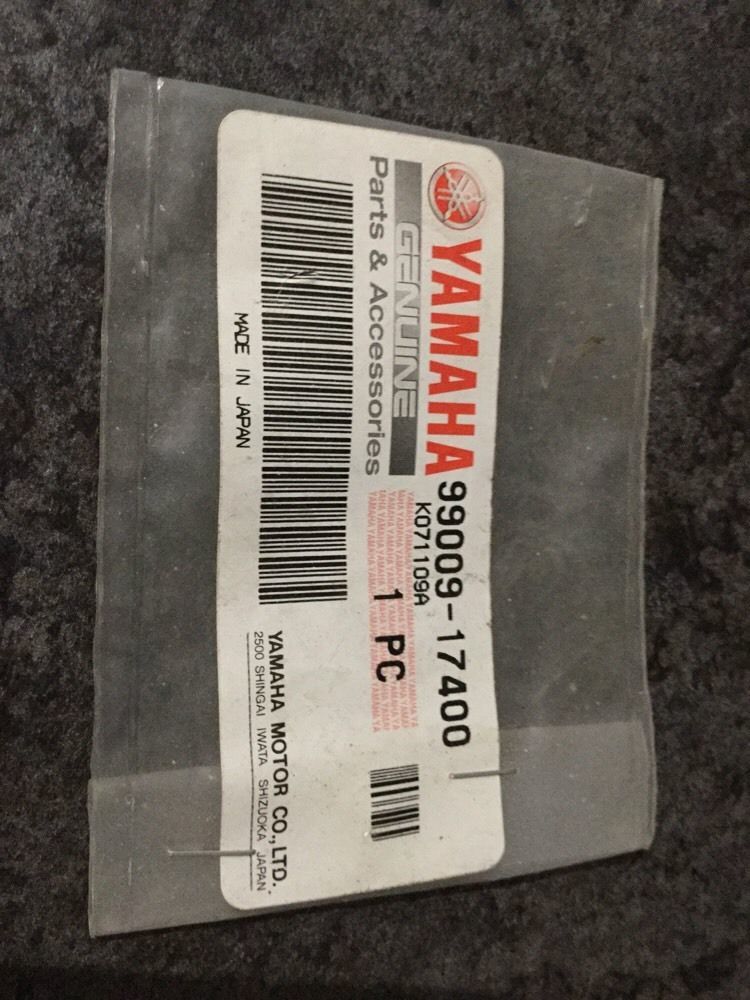 YAMAHA
GENUINE
Parts & Accessories
99009-17400
K071109A
1 PC
MADE IN JAPAN
YAMAHA MOTOR CO., LTD.
2500 SHINGAI IWATA SHIZUOKA JAPAN